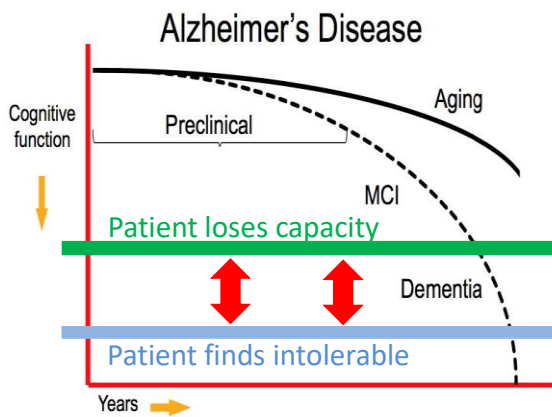 Alzheimer's Disease
Aging
Cognitive
function
Preclinical
MCI
Patient loses capacity
Dementia
Patient finds intolerable
Years